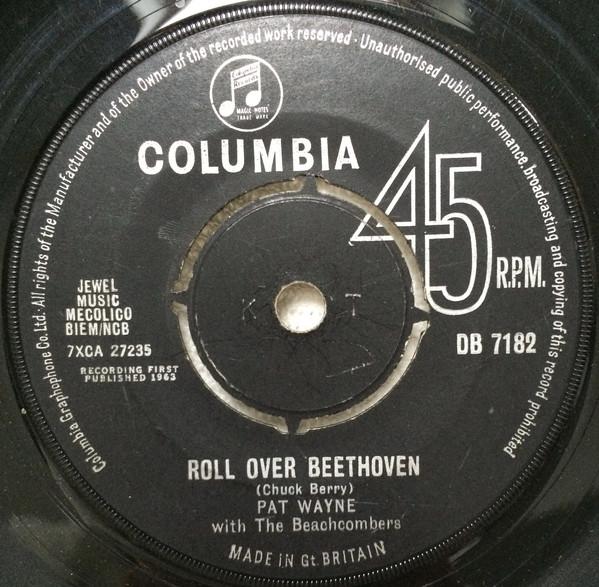 Columbia Graphophone Co. Ltd. · All rights of the Manufacturer and of the Owner of the recorded work reserved · Unauthorised public performance, broadcasting and copying of this record prohibited
Columbia
Records
MAGIC NOTES
TRADE MARK
COLUMBIA
45
R.P.M.
JEWEL
MUSIC
MECOLICO
BIEM/NCB
7XCA 27235
RECORDING FIRST
PUBLISHED 1963
DB 7182
K T
ROLL OVER BEETHOVEN
(Chuck Berry)
PAT WAYNE
with The Beachcombers
MADE IN Gt. BRITAIN